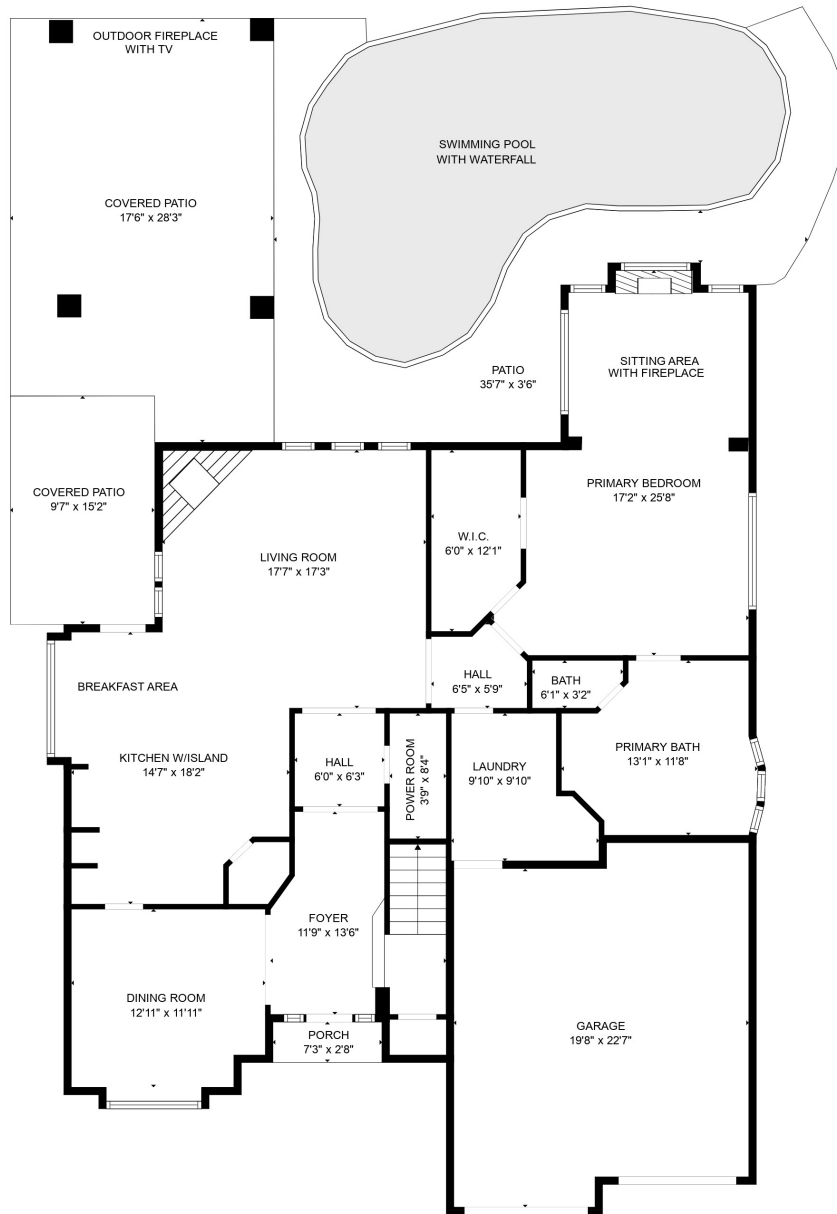 OUTDOOR FIREPLACE
WITH TV
SWIMMING POOL
WITH WATERFALL
COVERED PATIO
17'6" x 28'3"
SITTING AREA
WITH FIREPLACE
PATIO
35'7" x 3'6"
COVERED PATIO
9'7" x 15'2"
PRIMARY BEDROOM
17'2" x 25'8"
W.I.C.
6'0" x 12'1"
LIVING ROOM
17'7" x 17'3"
HALL
6'5" x 5'9"
BATH
6'1" x 3'2"
BREAKFAST AREA
KITCHEN W/ISLAND
14'7" x 18'2"
HALL
6'0" x 6'3"
POWER ROOM
3'9" x 8'4"
LAUNDRY
9'10" x 9'10"
PRIMARY BATH
13'1" x 11'8"
FOYER
11'9" x 13'6"
DINING ROOM
12'11" x 11'11"
PORCH
7'3" x 2'8"
GARAGE
19'8" x 22'7"